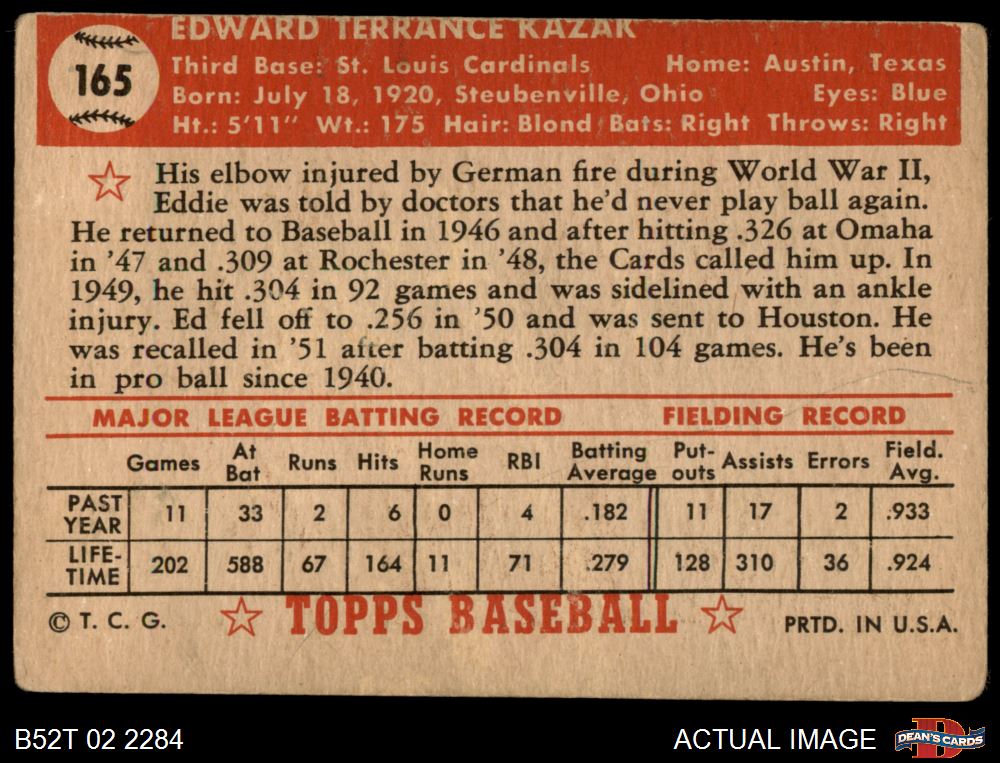 EDWARD TERRANCE KAZAK
165
Third Base: St. Louis Cardinals Home: Austin, Texas
Born: July 18, 1920, Steubenville, Ohio Eyes: Blue
Ht.: 5'11" Wt.: 175 Hair: Blond Bats: Right Throws: Right
His elbow injured by German fire during World War II,
Eddie was told by doctors that he'd never play ball again.
He returned to Baseball in 1946 and after hitting .326 at Omaha
in '47 and .309 at Rochester in '48, the Cards called him up. In
1949, he hit .304 in 92 games and was sidelined with an ankle
injury. Ed fell off to .256 in '50 and was sent to Houston. He
was recalled in '51 after batting .304 in 104 games. He's been
in pro ball since 1940.
MAJOR LEAGUE BATTING RECORD FIELDING RECORD
Games At Bat Runs Hits Home Runs RBI Batting Average Put-outs Assists Errors Field. Avg.
PAST YEAR 11 33 2 6 0 4 .182 11 17 2 .933
LIFE-TIME 202 588 67 164 11 71 .279 128 310 36 .924
© T. C. G. TOPPS BASEBALL PRTD. IN U.S.A.
B52T 02 2284 ACTUAL IMAGE DEAN'S CARDS